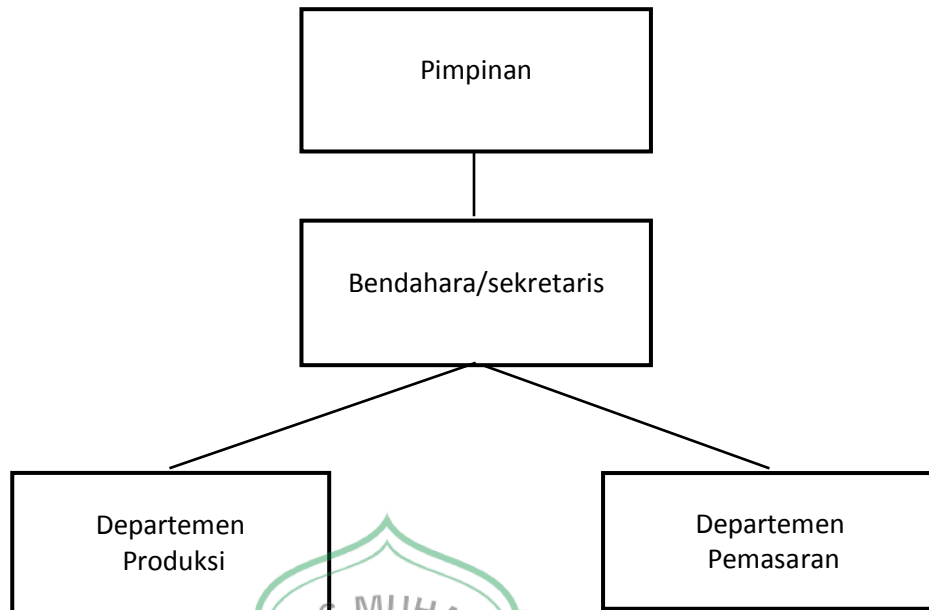 Pimpinan
Bendahara/sekretaris
Departemen
Produksi
Departemen
Pemasaran